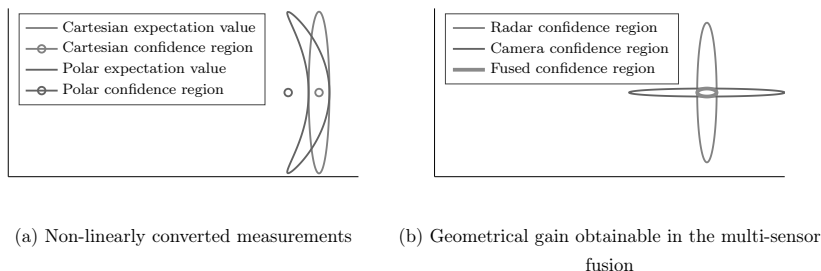 Cartesian expectation value
Cartesian confidence region
Polar expectation value
Polar confidence region
Radar confidence region
Camera confidence region
Fused confidence region
(a) Non-linearly converted measurements
(b) Geometrical gain obtainable in the multi-sensor
fusion